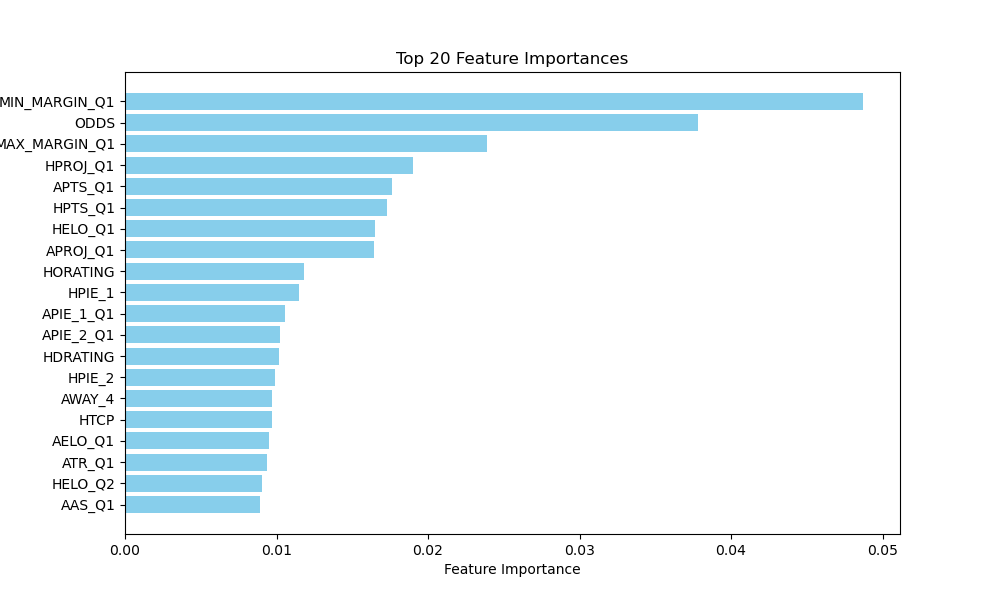 Top 20 Feature Importances
MIN_MARGIN_Q1
ODDS
MAX_MARGIN_Q1
HPROJ_Q1
APTS_Q1
HPTS_Q1
HELO_Q1
APROJ_Q1
HORATING
HPIE_1
APIE_1_Q1
APIE_2_Q1
HDRATING
HPIE_2
AWAY_4
HTCP
AELO_Q1
ATR_Q1
HELO_Q2
AAS_Q1
0.00 0.01 0.02 0.03 0.04 0.05
Feature Importance